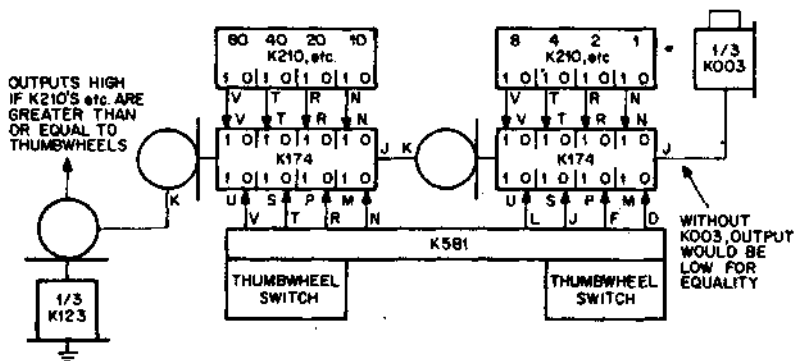 80 40 20 10
K210, etc.
1 0 1 0 1 0 1 0
V T R N
V T R N
1 0 1 0 1 0 1 0
K174
1 0 1 0 1 0 1 0
U S P M
V T R N
8 4 2 1
K210, etc
1 0 1 0 1 0 1 0
V T R N
V T R N
1 0 1 0 1 0 1 0
K174
1 0 1 0 1 0 1 0
U S P M
L J F D
1/3
K003
J
J K
K
OUTPUTS HIGH
IF K210'S etc. ARE
GREATER THAN
OR EQUAL TO
THUMBWHEELS
K581
THUMBWHEEL
SWITCH
THUMBWHEEL
SWITCH
WITHOUT
K003, OUTPUT
WOULD BE
LOW FOR
EQUALITY
1/3
K123